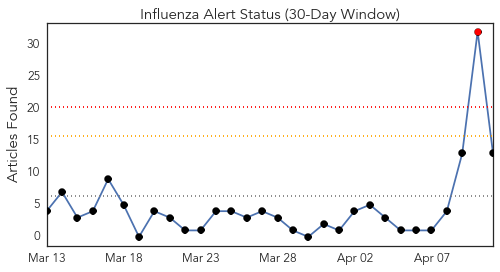 Influenza Alert Status (30-Day Window)
Articles Found
30
25
20
15
10
5
0
Mar 13 Mar 18 Mar 23 Mar 28 Apr 02 Apr 07